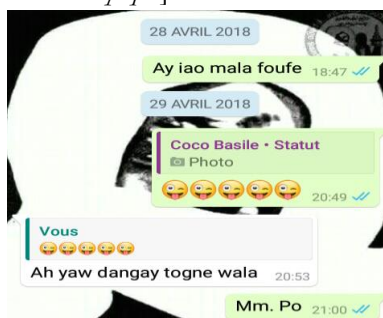 28 AVRIL 2018
Ay iao mala foufe 18:47
29 AVRIL 2018
Coco Basile • Statut
Photo
😜😜😜😜😜 20:49
Vous
😜😜😜😜😜
Ah yaw dangay togne wala 20:53
Mm. Po 21:00